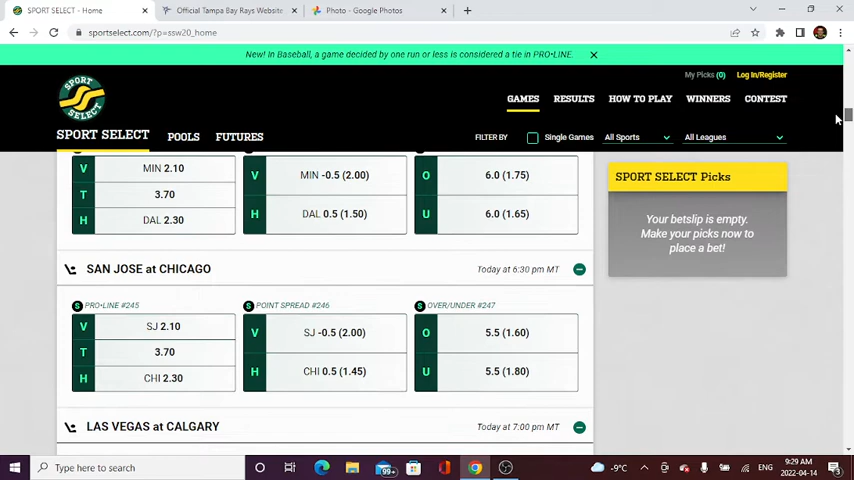 SPORT SELECT - Home
Official Tampa Bay Rays Website
Photo - Google Photos
sportselect.com/?p=ssw20_home
New! In Baseball, a game decided by one run or less is considered a tie in PRO•LINE.
My Picks (0) Log In/Register
SPORT SELECT
GAMES RESULTS HOW TO PLAY WINNERS CONTEST
SPORT SELECT POOLS FUTURES
FILTER BY Single Games All Sports All Leagues
V MIN 2.10
T 3.70
H DAL 2.30
V MIN -0.5 (2.00)
H DAL 0.5 (1.50)
O 6.0 (1.75)
U 6.0 (1.65)
SPORT SELECT Picks
Your betslip is empty.
Make your picks now to
place a bet!
SAN JOSE at CHICAGO Today at 6:30 pm MT
S PRO•LINE #245
V SJ 2.10
T 3.70
H CHI 2.30
S POINT SPREAD #246
V SJ -0.5 (2.00)
H CHI 0.5 (1.45)
S OVER/UNDER #247
O 5.5 (1.60)
U 5.5 (1.80)
LAS VEGAS at CALGARY Today at 7:00 pm MT
Type here to search
99+
-9°C
ENG
9:29 AM
2022-04-14
3